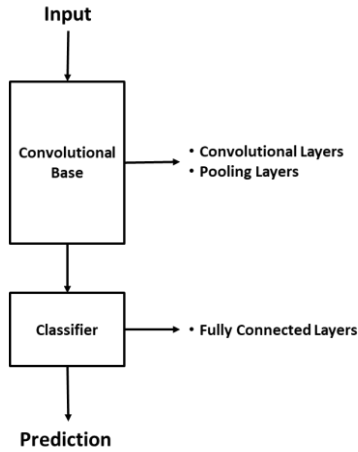 Input
Convolutional
Base
• Convolutional Layers
• Pooling Layers
Classifier
• Fully Connected Layers
Prediction